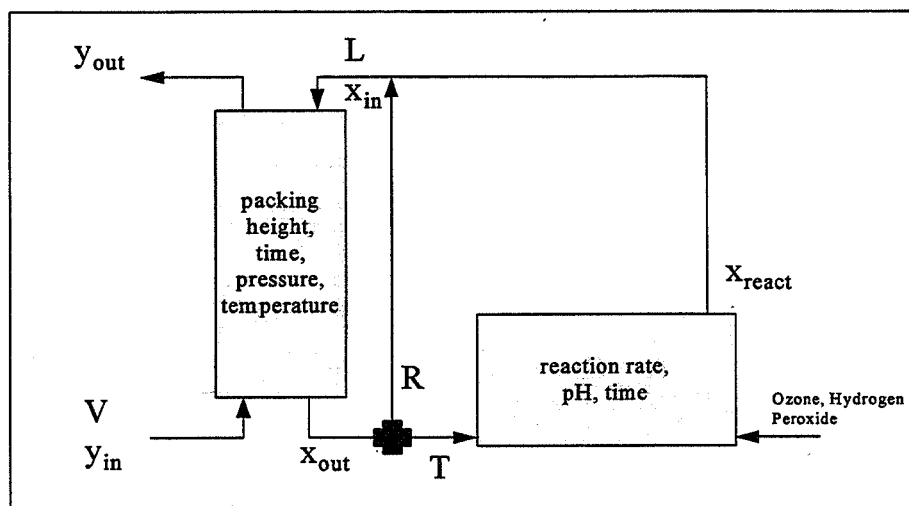 y_out
L
x_in
packing
height,
time,
pressure,
temperature
x_react
reaction rate,
pH, time
R
Ozone, Hydrogen
Peroxide
V
y_in
x_out
T